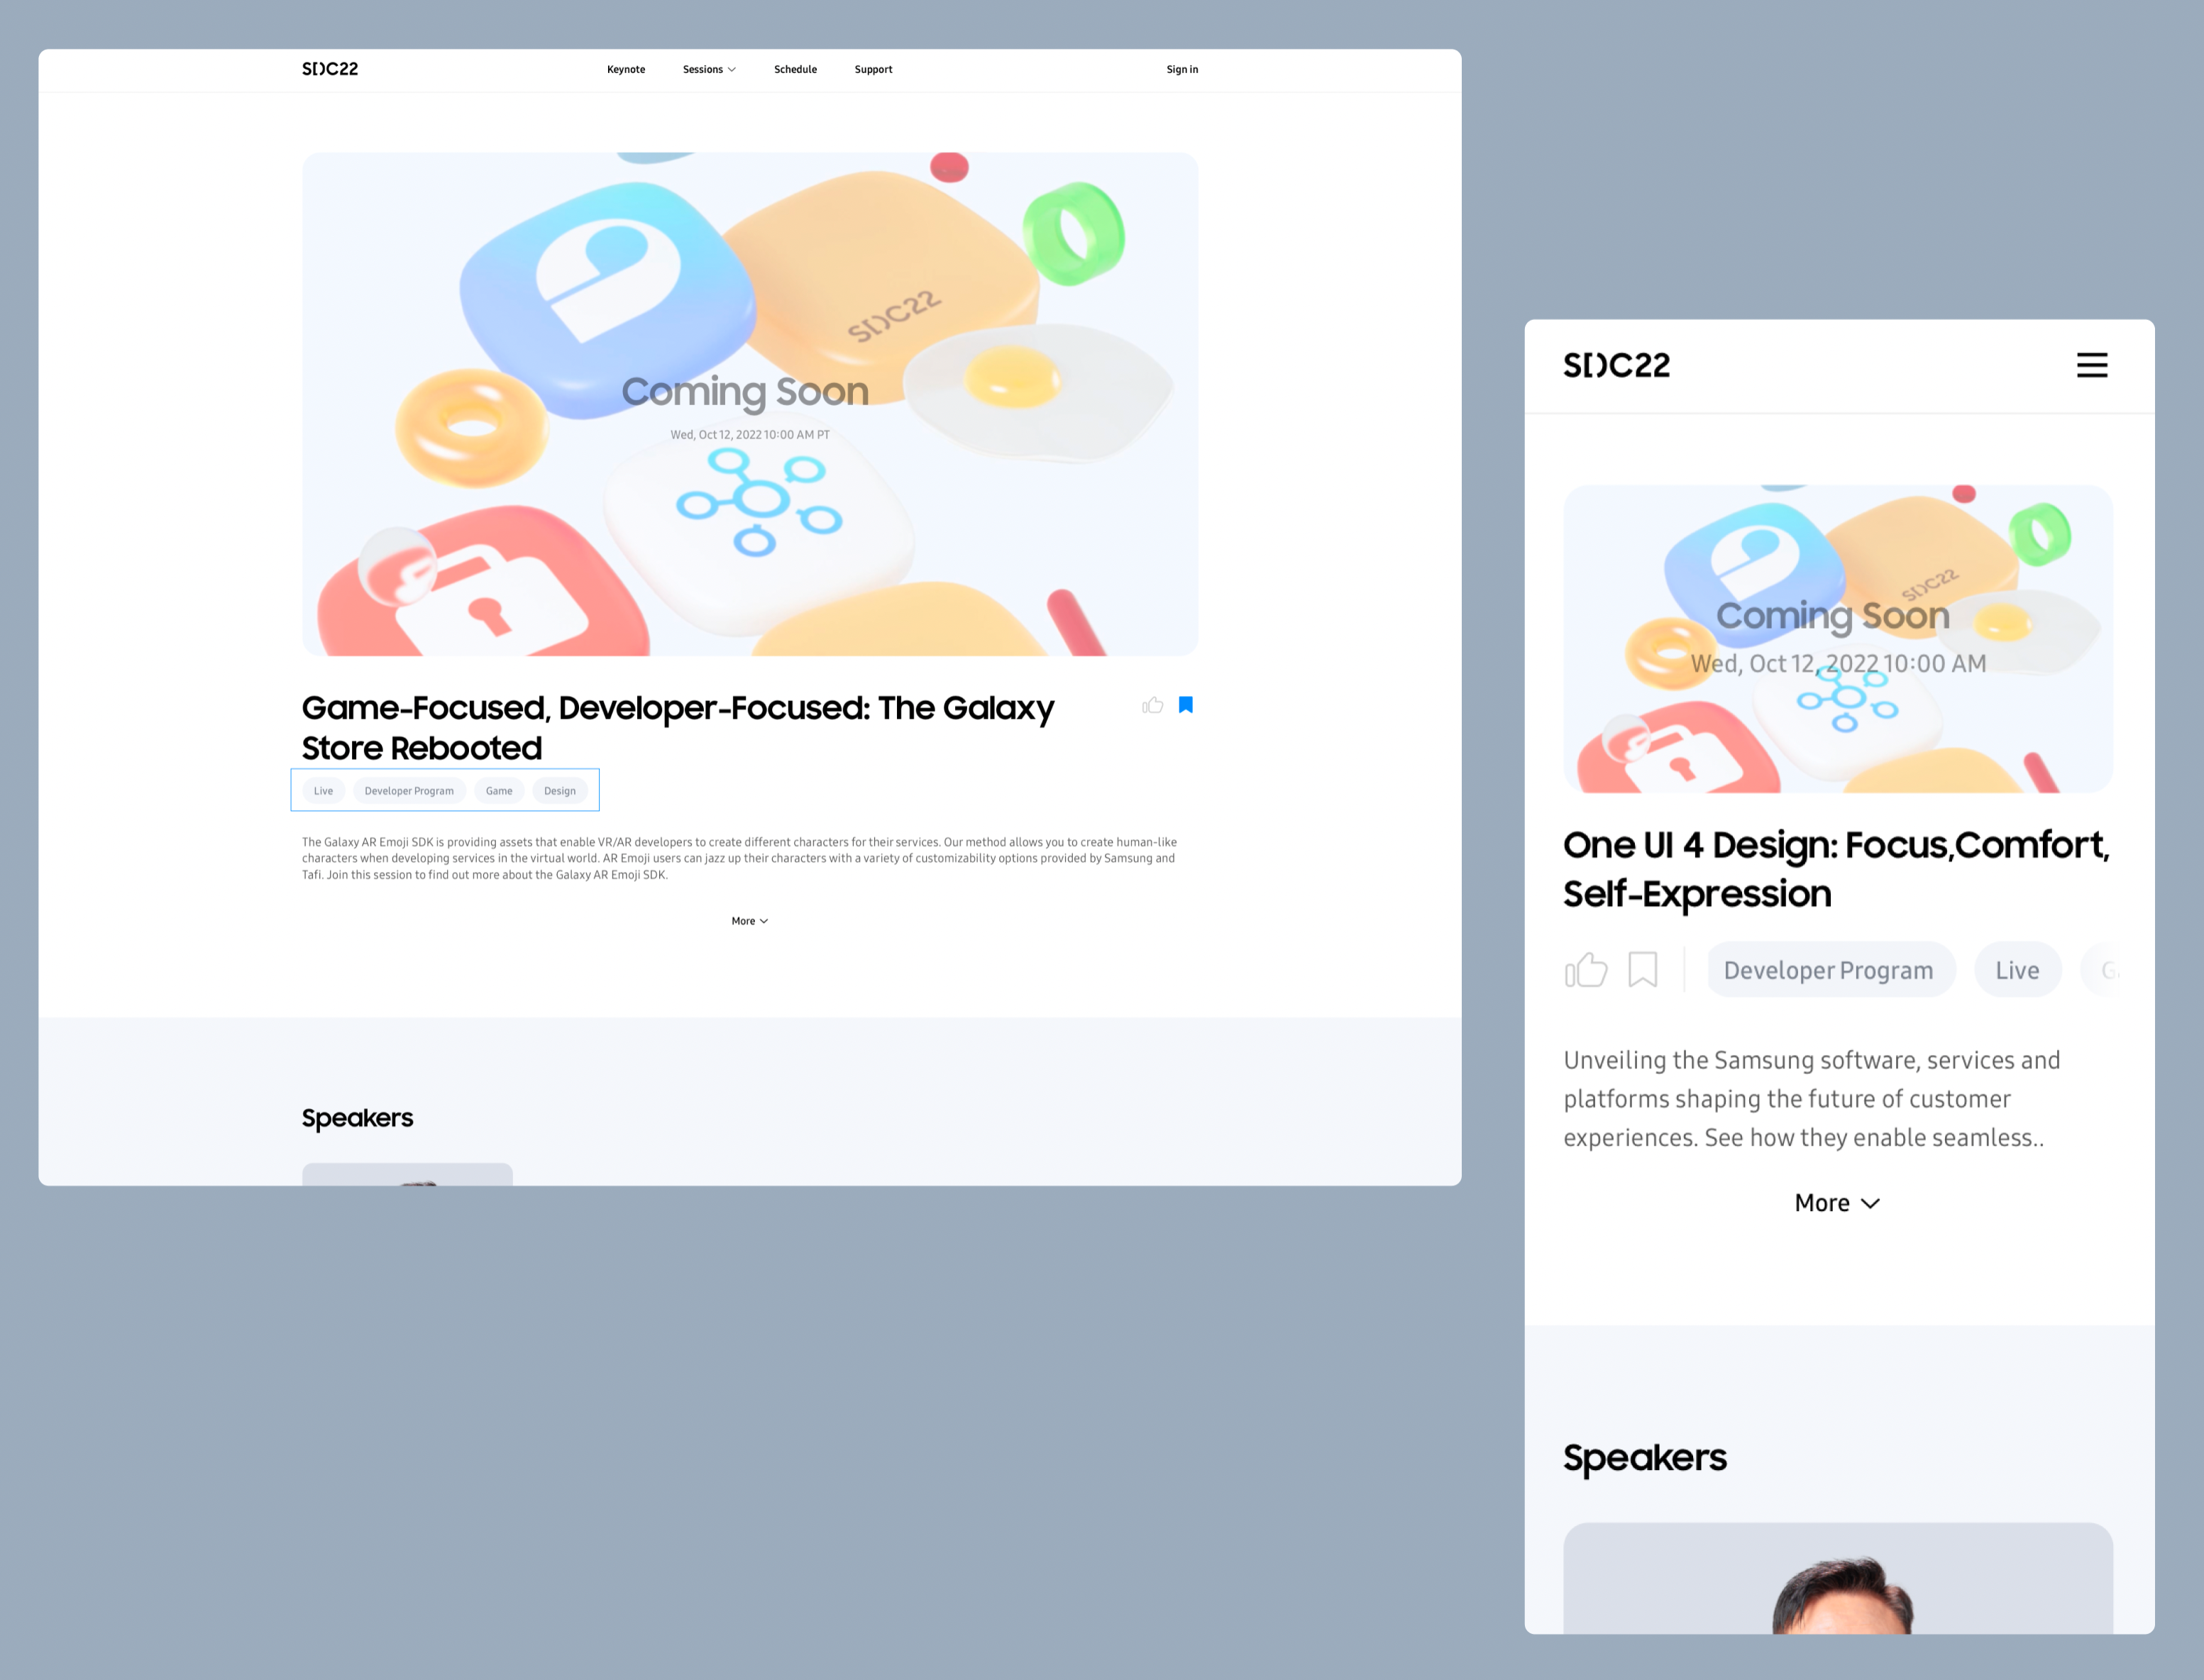 SDC22
Keynote
Sessions
Schedule
Support
Sign in
SDC22
Coming Soon
Wed, Oct 12, 2022 10:00 AM PT
Game-Focused, Developer-Focused: The Galaxy
Store Rebooted
Live
Developer Program
Game
Design
The Galaxy AR Emoji SDK is providing assets that enable VR/AR developers to create different characters for their services. Our method allows you to create human-like
characters when developing services in the virtual world. AR Emoji users can jazz up their characters with a variety of customizability options provided by Samsung and
Tafi. Join this session to find out more about the Galaxy AR Emoji SDK.
More
Speakers
SDC22
SDC22
Coming Soon
Wed, Oct 12, 2022 10:00 AM
One UI 4 Design: Focus,Comfort,
Self-Expression
Developer Program
Live
Unveiling the Samsung software, services and
platforms shaping the future of customer
experiences. See how they enable seamless..
More
Speakers